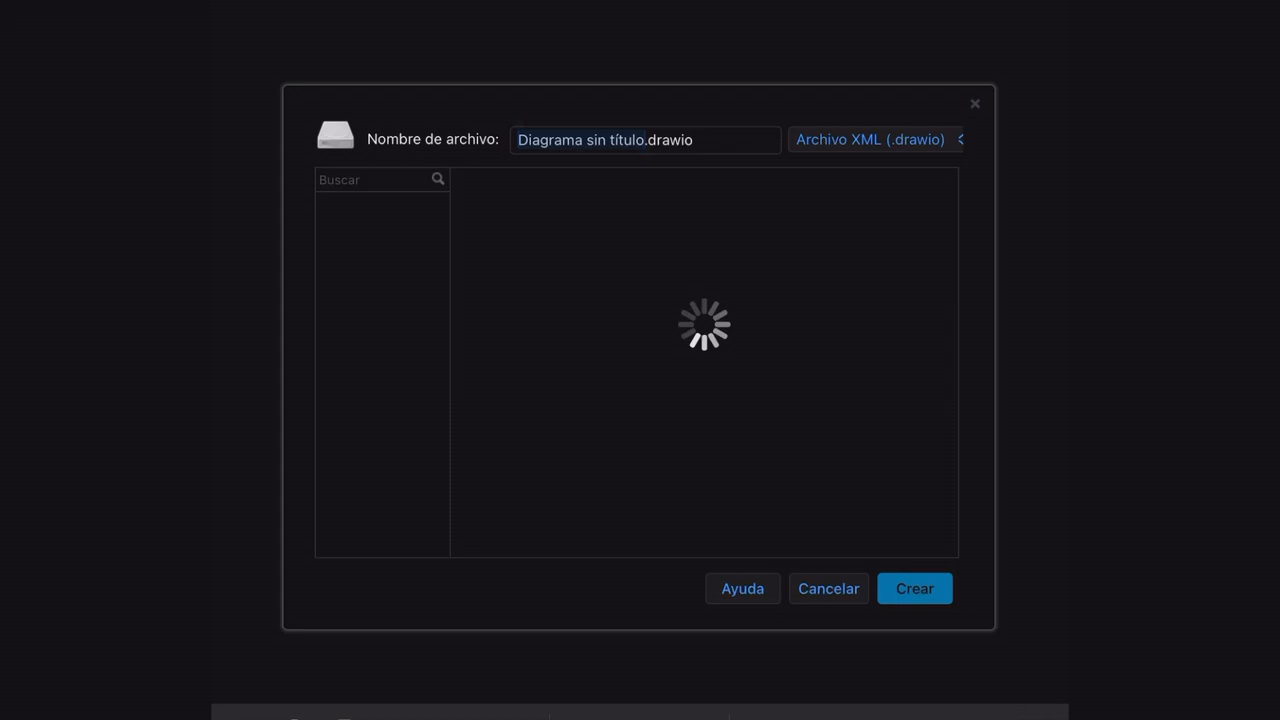 Nombre de archivo: Diagrama sin título.drawio Archivo XML (.drawio)
Buscar
Ayuda Cancelar Crear